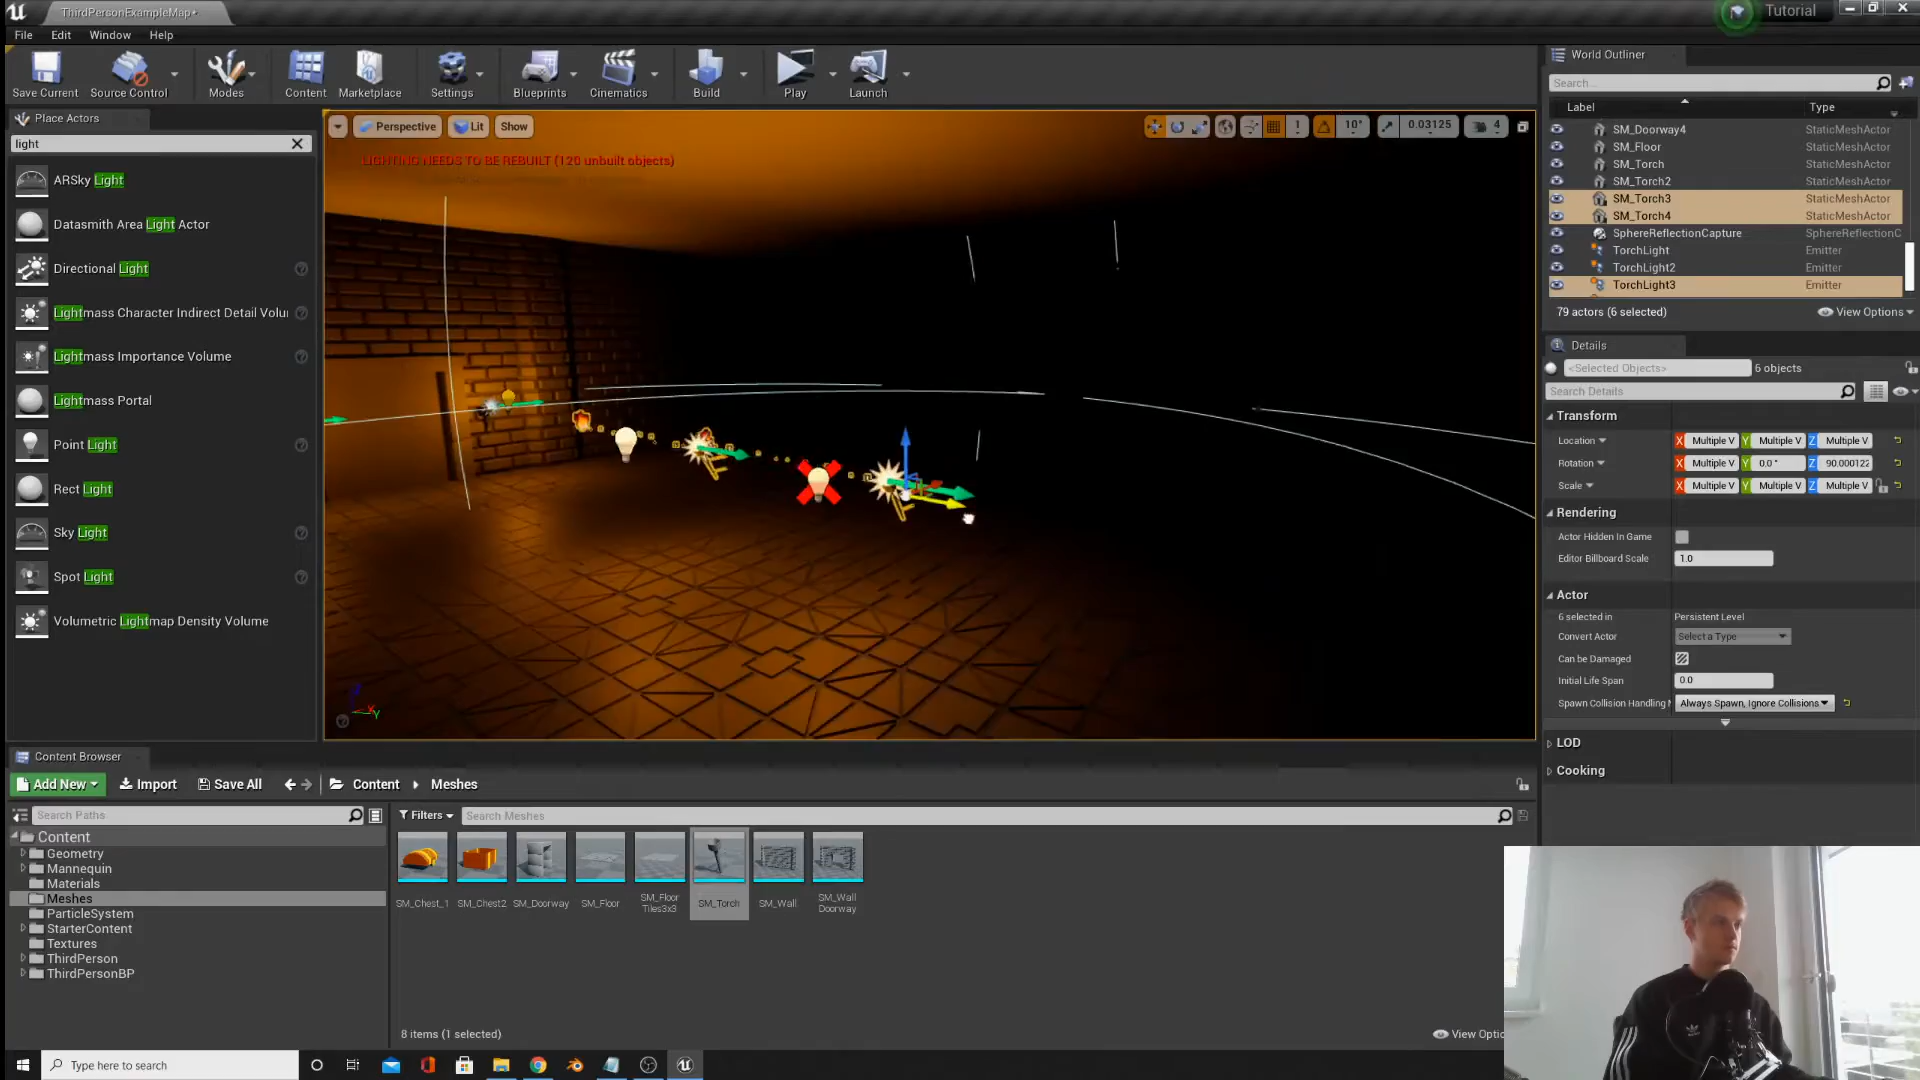 ThirdPersonExampleMap*
Tutorial
File Edit Window Help
Save Current Source Control Modes Content Marketplace Settings Blueprints Cinematics Build Play Launch
Place Actors
light
ARSky Light
Datasmith Area Light Actor
Directional Light
Lightmass Character Indirect Detail Volu
Lightmass Importance Volume
Lightmass Portal
Point Light
Rect Light
Sky Light
Spot Light
Volumetric Lightmap Density Volume
Perspective Lit Show
1 10° 0.03125 4
LIGHTING NEEDS TO BE REBUILT (120 unbuilt objects)
X Y
World Outliner
Search...
Label Type
SM_Doorway4 StaticMeshActor
SM_Floor StaticMeshActor
SM_Torch StaticMeshActor
SM_Torch2 StaticMeshActor
SM_Torch3 StaticMeshActor
SM_Torch4 StaticMeshActor
SphereReflectionCapture SphereReflectionC
TorchLight Emitter
TorchLight2 Emitter
TorchLight3 Emitter
79 actors (6 selected) View Options
Details
<Selected Objects> 6 objects
Search Details
Transform
Location X Multiple V Y Multiple V Z Multiple V
Rotation X Multiple V Y 0.0 ° Z 90.000122
Scale X Multiple V Y Multiple V Z Multiple V
Rendering
Actor Hidden In Game
Editor Billboard Scale 1.0
Actor
6 selected in Persistent Level
Convert Actor Select a Type
Can be Damaged
Initial Life Span 0.0
Spawn Collision Handling M Always Spawn, Ignore Collisions
LOD
Cooking
Content Browser
Add New Import Save All Content Meshes
Search Paths
Filters Search Meshes
Content
Geometry
Mannequin
Materials
Meshes
ParticleSystem
StarterContent
Textures
ThirdPerson
ThirdPersonBP
SM_Chest_1 SM_Chest2 SM_Doorway SM_Floor SM_Floor Tiles3x3 SM_Torch SM_Wall SM_Wall Doorway
8 items (1 selected) View Optio
Type here to search